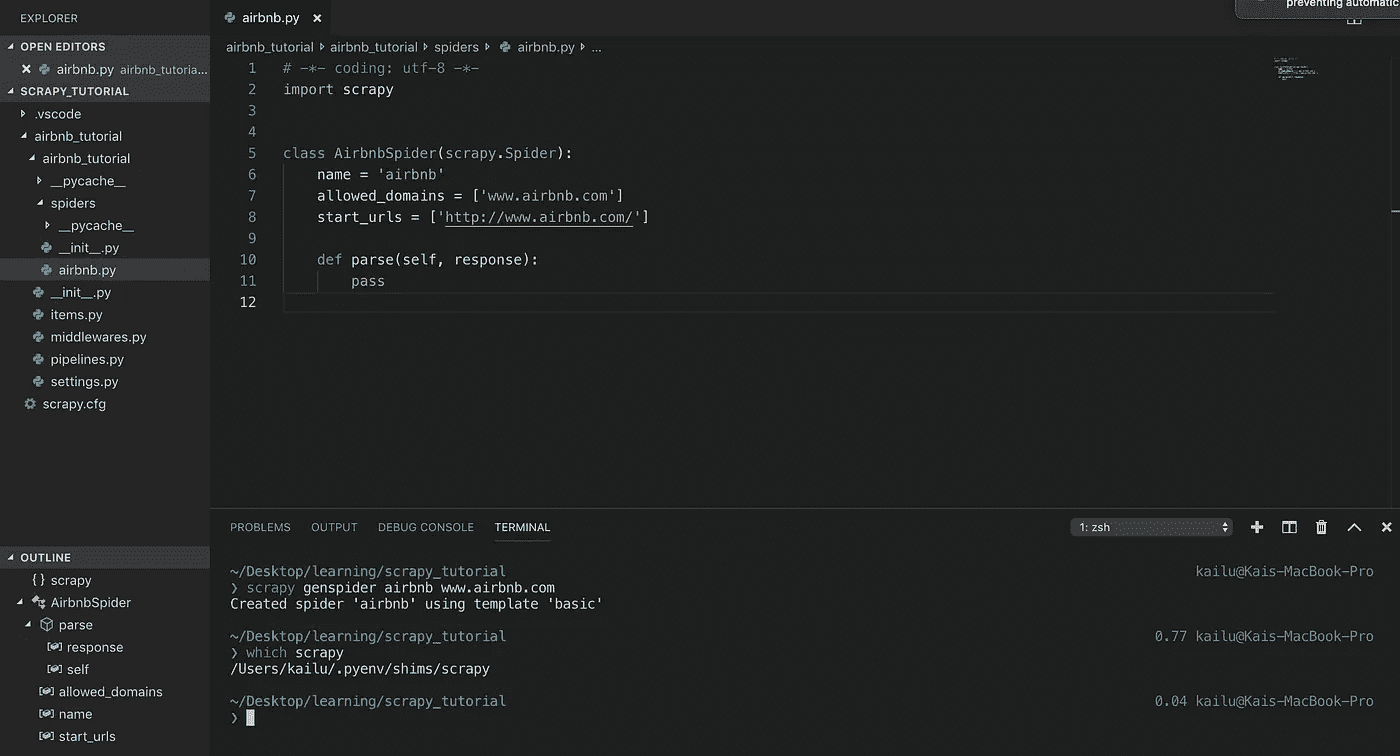 EXPLORER
OPEN EDITORS
airbnb.py airbnb_tutoria...
SCRAPY_TUTORIAL
.vscode
airbnb_tutorial
airbnb_tutorial
__pycache__
spiders
__pycache__
__init__.py
airbnb.py
__init__.py
items.py
middlewares.py
pipelines.py
settings.py
scrapy.cfg
OUTLINE
{} scrapy
AirbnbSpider
parse
response
self
allowed_domains
name
start_urls
airbnb.py
preventing automatic
airbnb_tutorial airbnb_tutorial spiders airbnb.py ...
1 # -*- coding: utf-8 -*-
2 import scrapy
3
4
5 class AirbnbSpider(scrapy.Spider):
6 name = 'airbnb'
7 allowed_domains = ['www.airbnb.com']
8 start_urls = ['http://www.airbnb.com/']
9
10 def parse(self, response):
11 pass
12
PROBLEMS OUTPUT DEBUG CONSOLE TERMINAL 1: zsh
~/Desktop/learning/scrapy_tutorial kailu@Kais-MacBook-Pro
❯ scrapy genspider airbnb www.airbnb.com
Created spider 'airbnb' using template 'basic'
~/Desktop/learning/scrapy_tutorial 0.77 kailu@Kais-MacBook-Pro
❯ which scrapy
/Users/kailu/.pyenv/shims/scrapy
~/Desktop/learning/scrapy_tutorial 0.04 kailu@Kais-MacBook-Pro
❯